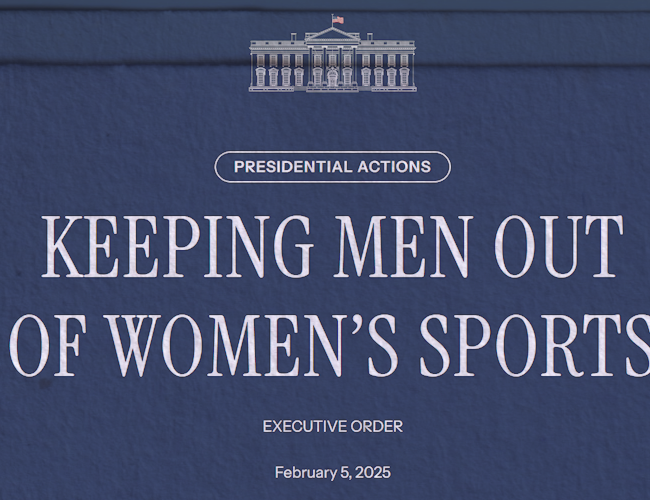 PRESIDENTIAL ACTIONS
KEEPING MEN OUT
OF WOMEN’S SPORTS
EXECUTIVE ORDER
February 5, 2025